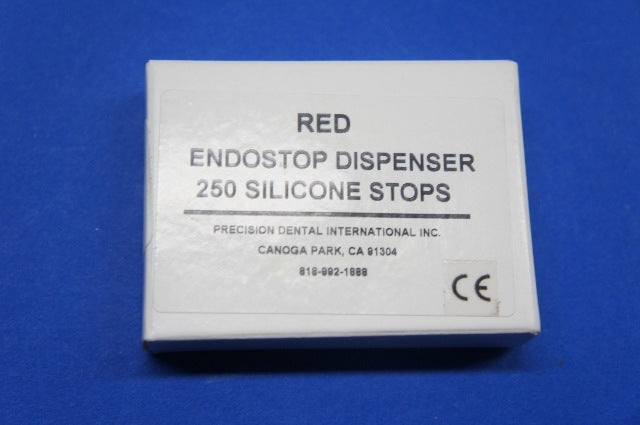 RED
ENDOSTOP DISPENSER
250 SILICONE STOPS
PRECISION DENTAL INTERNATIONAL INC.
CANOGA PARK, CA 91304
818-992-1888
CE